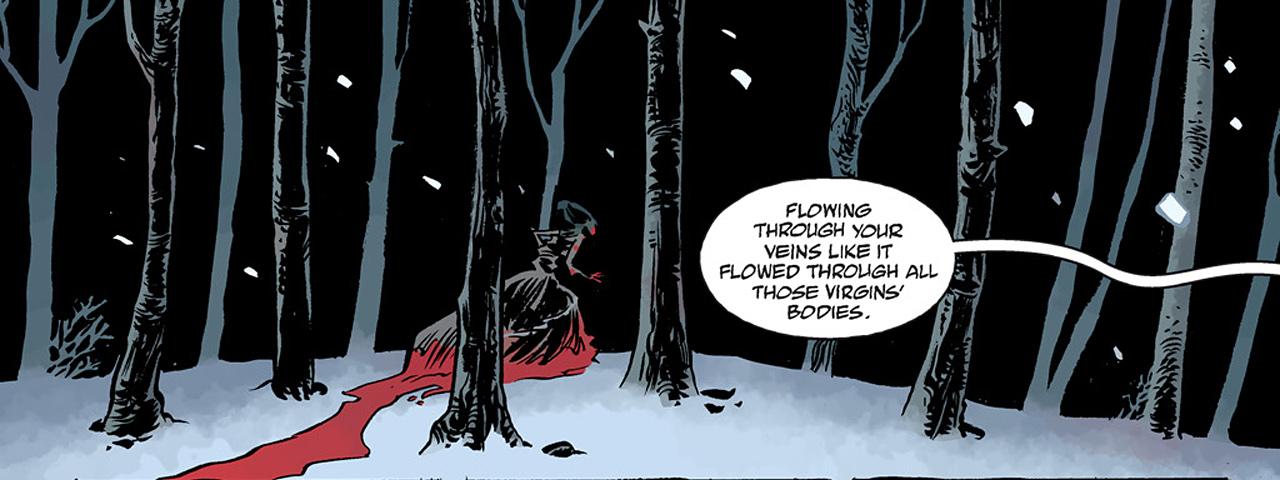 FLOWING
THROUGH YOUR
VEINS LIKE IT
FLOWED THROUGH ALL
THOSE VIRGINS'
BODIES.